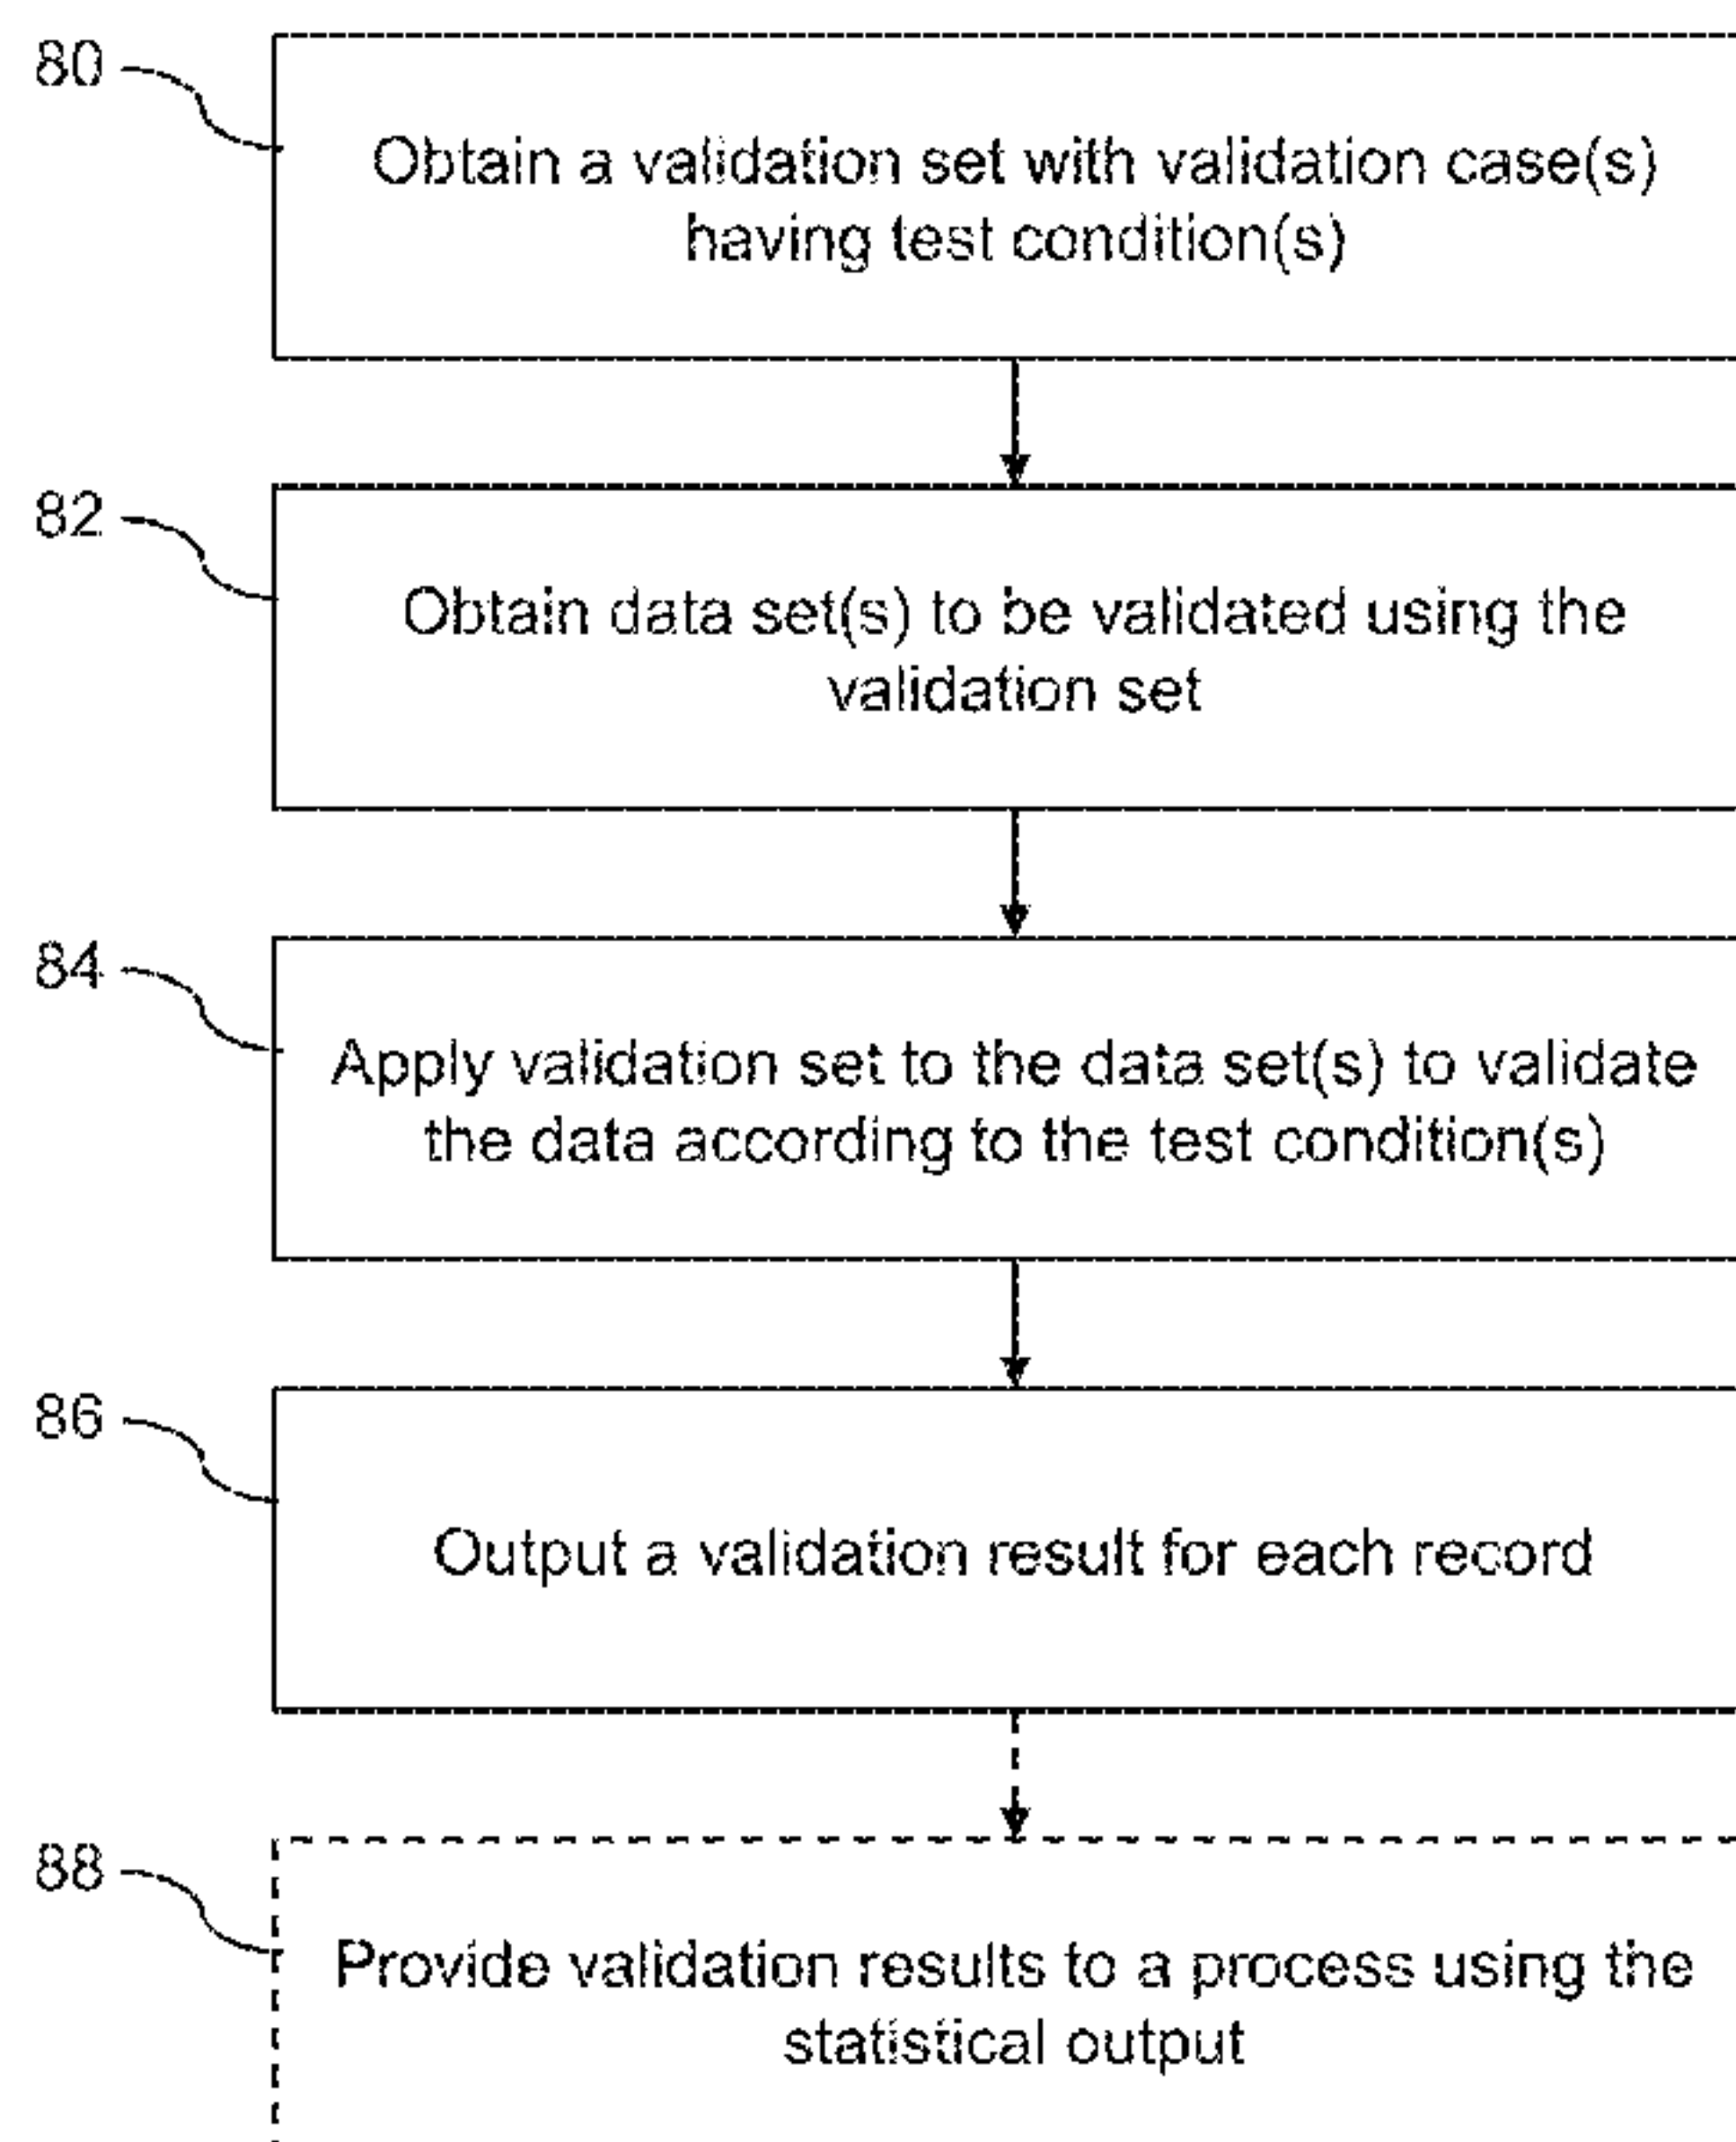 80
Obtain a validation set with validation case(s)
having test condition(s)
82
Obtain data set(s) to be validated using the
validation set
84
Apply validation set to the data set(s) to validate
the data according to the test condition(s)
86
Output a validation result for each record
88
Provide validation results to a process using the
statistical output